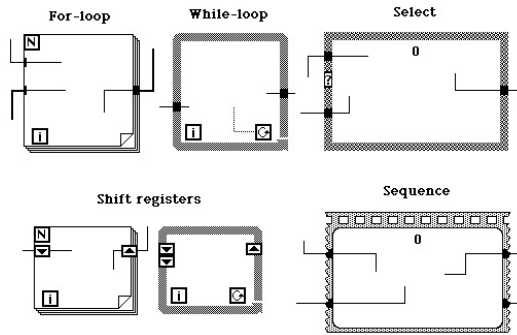 For-loop
While-loop
Select
N
0
?
i
i
Shift registers
Sequence
N
0
i
i